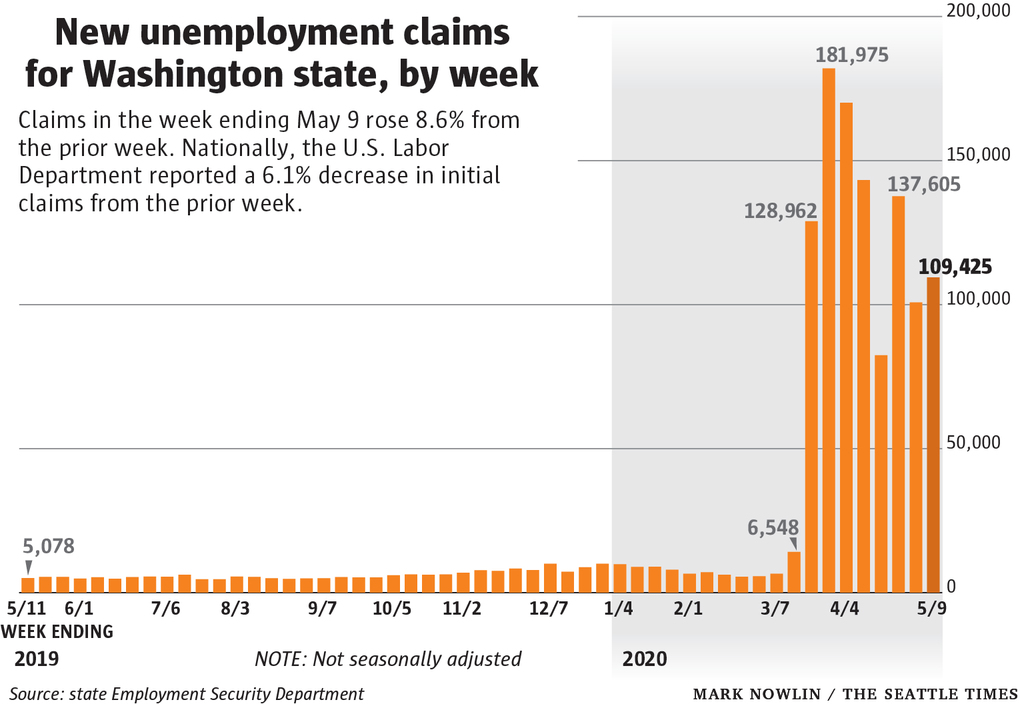 New unemployment claims
for Washington state, by week
Claims in the week ending May 9 rose 8.6% from
the prior week. Nationally, the U.S. Labor
Department reported a 6.1% decrease in initial
claims from the prior week.
200,000
181,975
150,000
137,605
128,962
109,425
100,000
50,000
6,548
5,078
0
5/11 6/1 7/6 8/3 9/7 10/5 11/2 12/7 1/4 2/1 3/7 4/4 5/9
WEEK ENDING
2019 NOTE: Not seasonally adjusted 2020
Source: state Employment Security Department MARK NOWLIN / THE SEATTLE TIMES